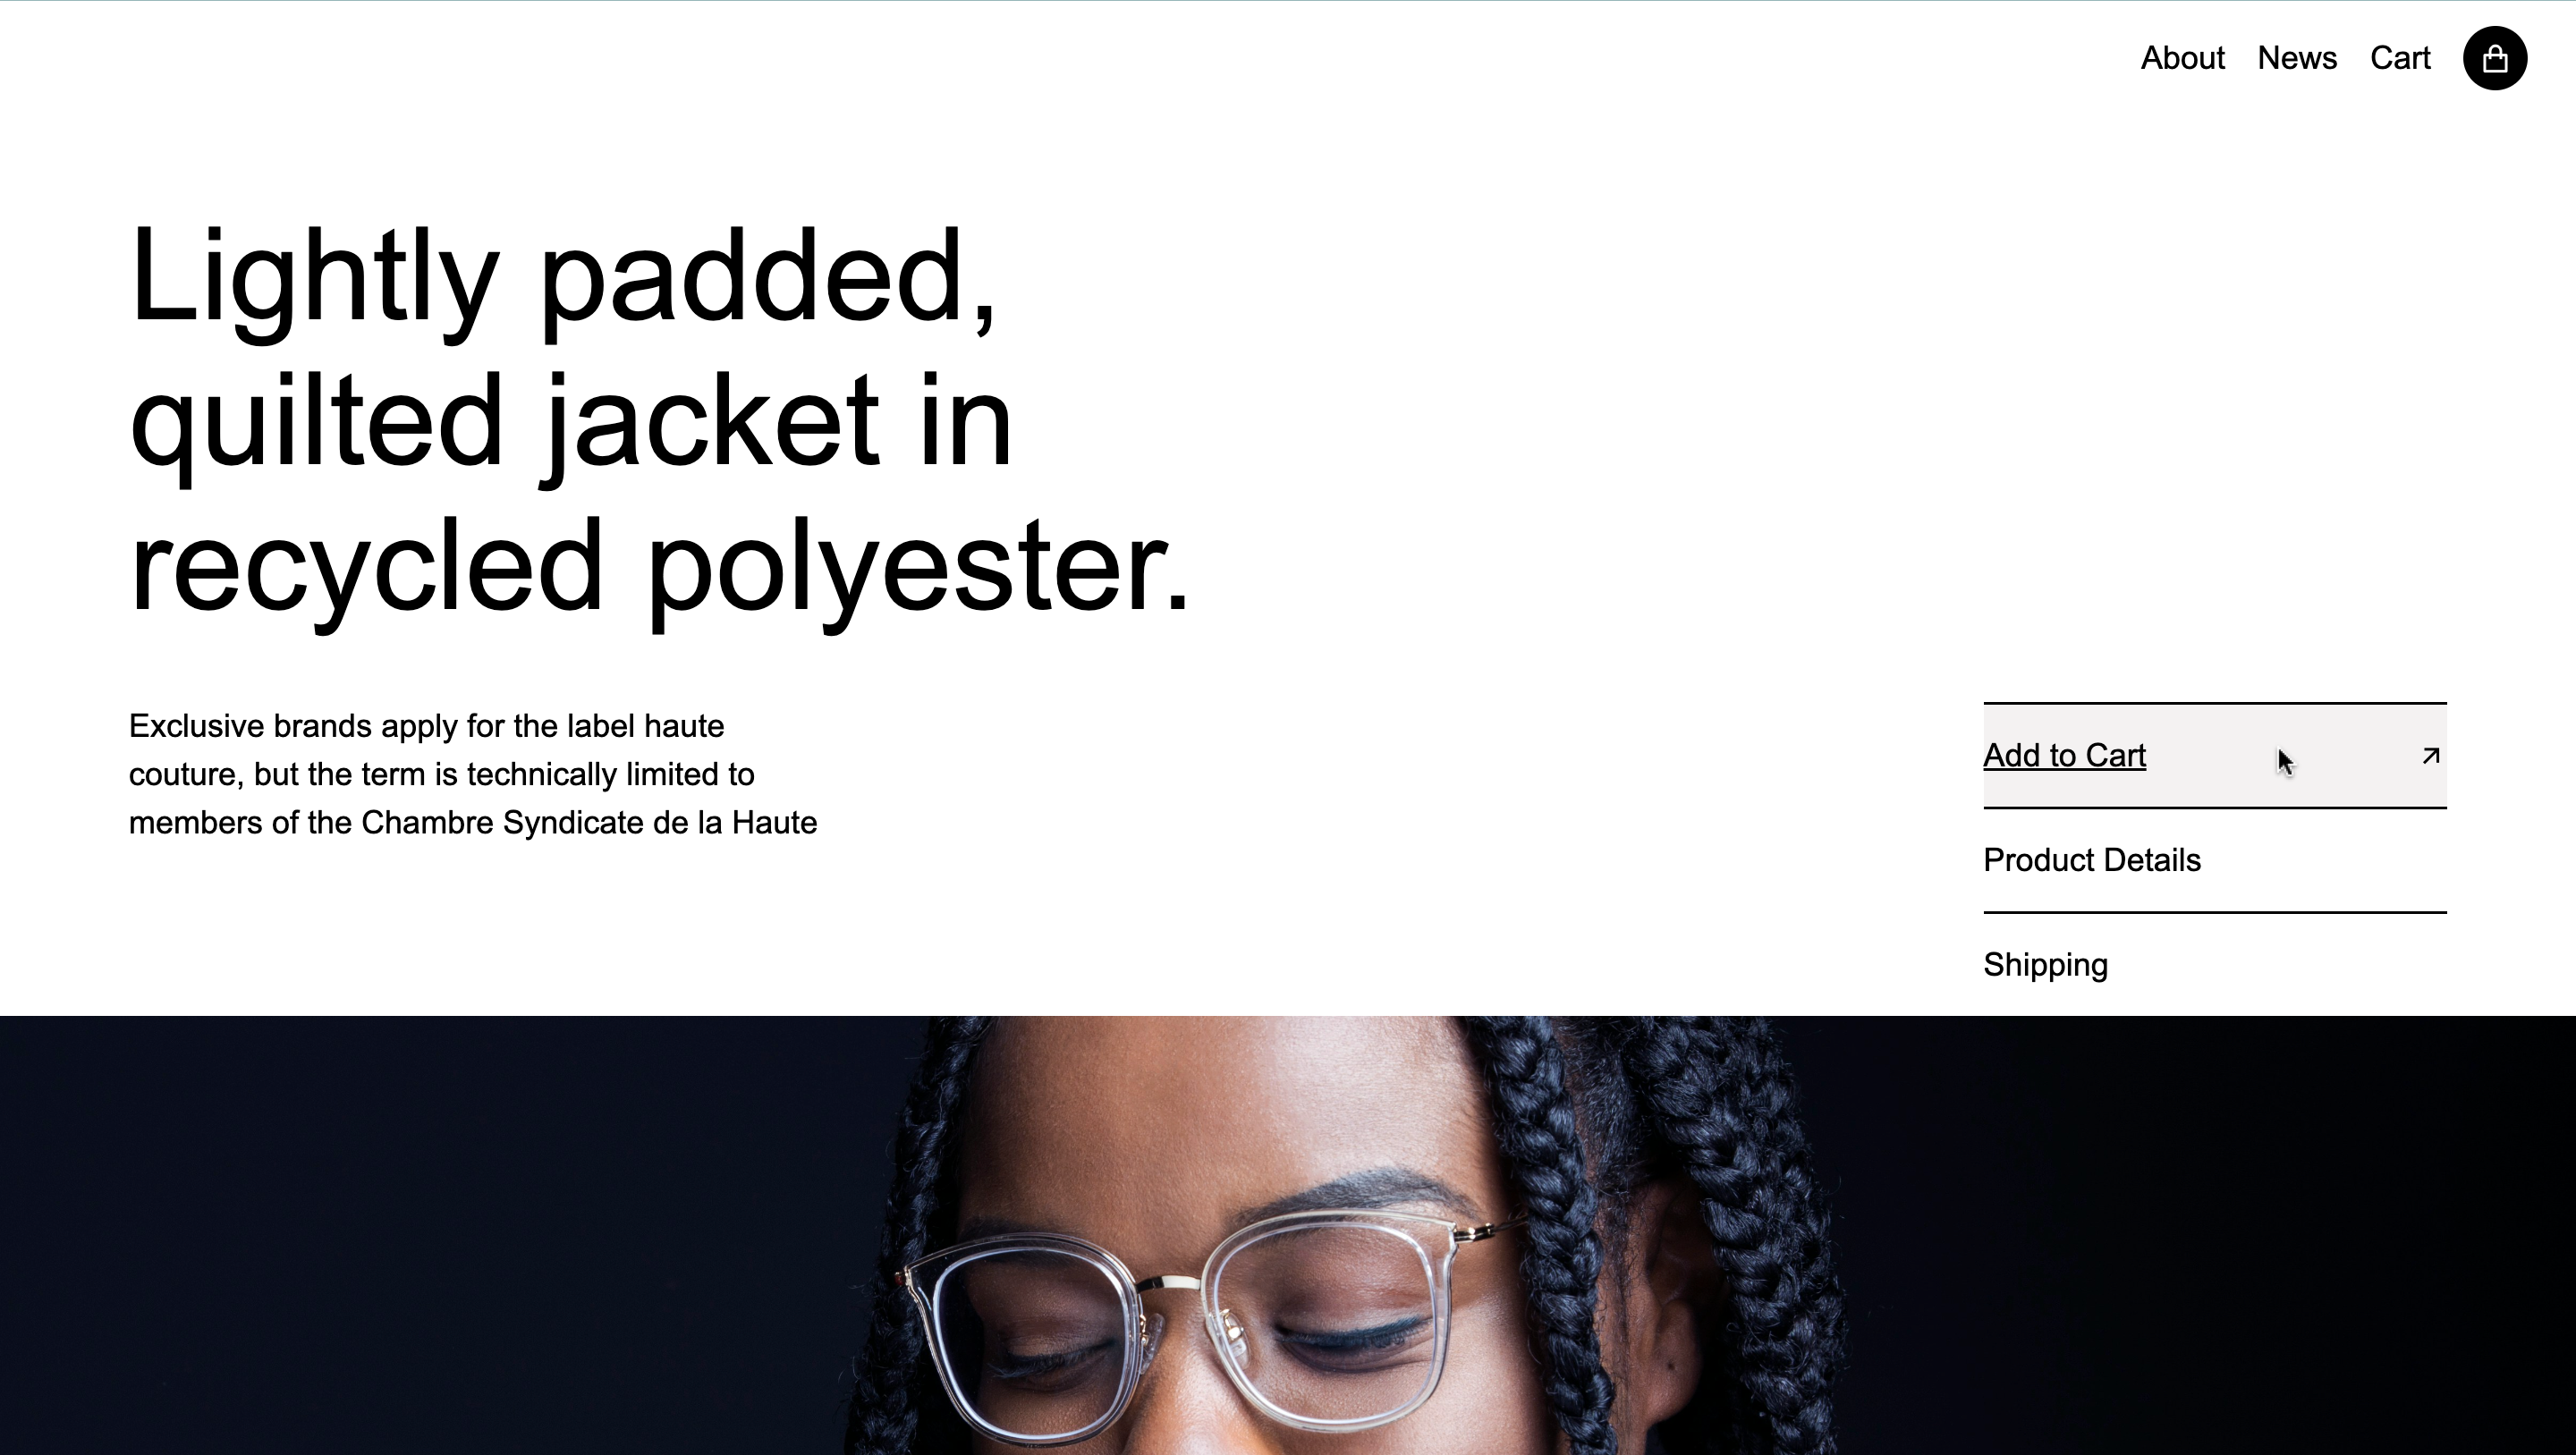 About News Cart
Lightly padded,
quilted jacket in
recycled polyester.
Exclusive brands apply for the label haute
couture, but the term is technically limited to
members of the Chambre Syndicate de la Haute
Add to Cart
Product Details
Shipping